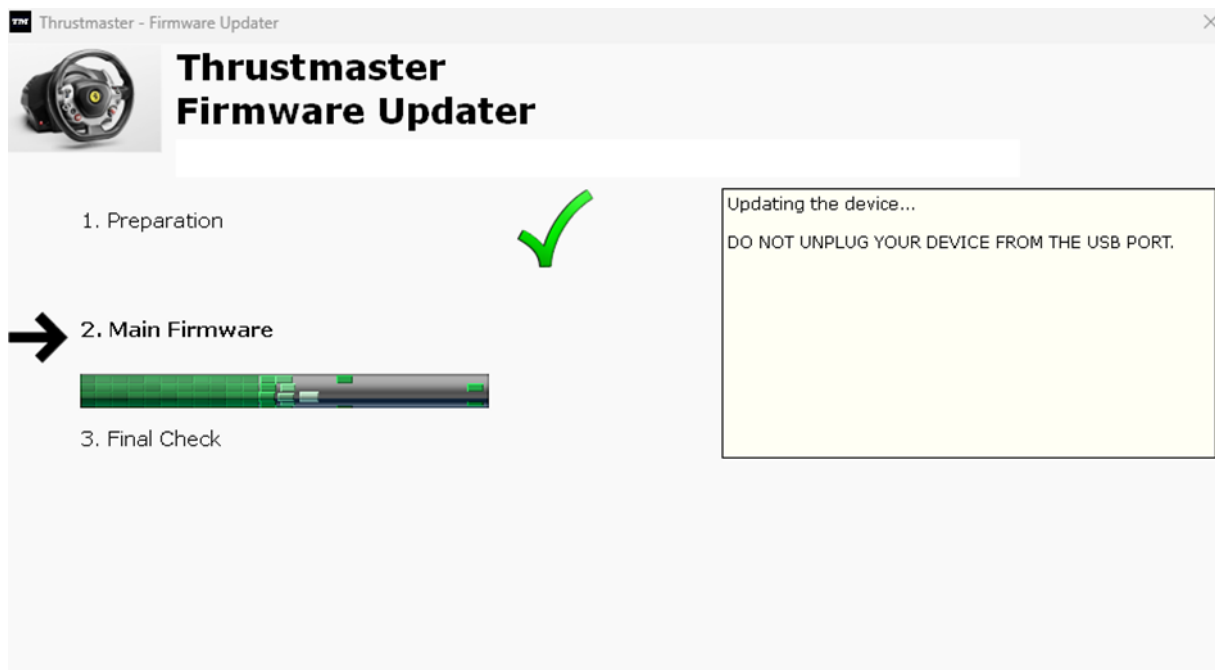 TM Thrustmaster - Firmware Updater
Thrustmaster
Firmware Updater
1. Preparation
Updating the device...
DO NOT UNPLUG YOUR DEVICE FROM THE USB PORT.
2. Main Firmware
3. Final Check